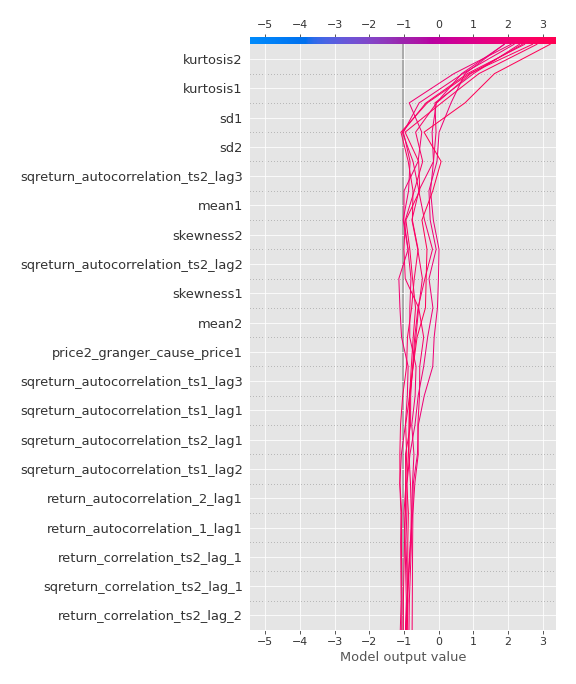 −5 −4 −3 −2 −1 0 1 2 3
kurtosis2
kurtosis1
sd1
sd2
sqreturn_autocorrelation_ts2_lag3
mean1
skewness2
sqreturn_autocorrelation_ts2_lag2
skewness1
mean2
price2_granger_cause_price1
sqreturn_autocorrelation_ts1_lag3
sqreturn_autocorrelation_ts1_lag1
sqreturn_autocorrelation_ts2_lag1
sqreturn_autocorrelation_ts1_lag2
return_autocorrelation_2_lag1
return_autocorrelation_1_lag1
return_correlation_ts2_lag_1
sqreturn_correlation_ts2_lag_1
return_correlation_ts2_lag_2
−5 −4 −3 −2 −1 0 1 2 3
Model output value